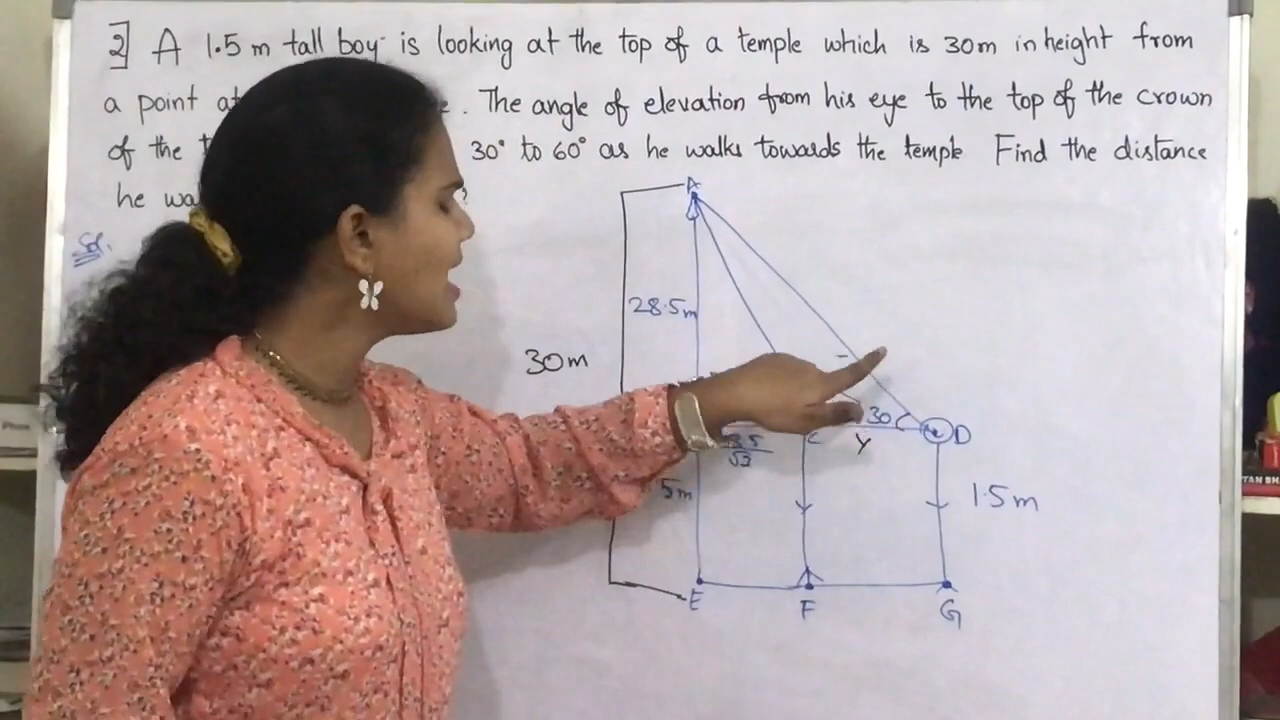 2] A 1.5 m tall boy is looking at the top of a temple which is 30m in height from
a point at . The angle of elevation from his eye to the top of the crown
of the 30° to 60° as he walks towards the temple Find the distance
he ?
Sol.
A
28.5m
30m
30
D
C
Y
√3
5m
1.5m
E
F
G